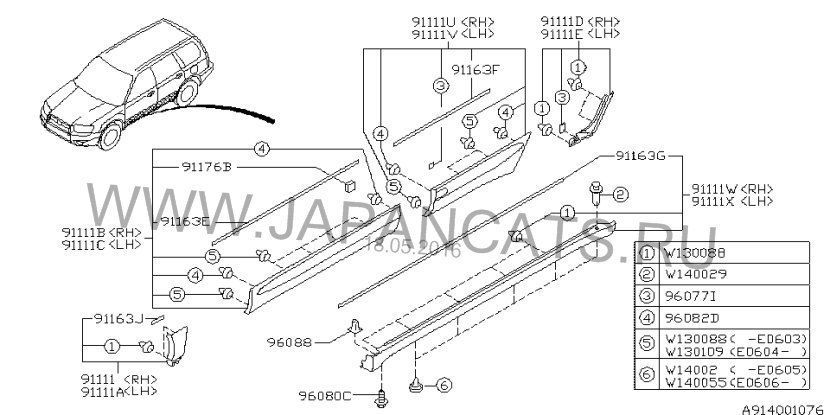 91111U <RH>
91111V <LH>
91111D <RH>
91111E <LH>
91163F
1
3
3
1
5
4
4
4
91176B
91163G
2
91111W <RH>
91111X <LH>
5
91163E
1
91111B <RH>
91111C <LH>
WWW.JAPANCATS.RU
18.05.2016
5
4
5
91163J
1
96088
91111 <RH>
91111A <LH>
96080C
6
1 W130088
2 W140029
3 96077I
4 96082D
5 W130088( -E0603)
W130109(E0604- )
6 W14002 ( -E0605)
W140055(E0606- )
A914001076